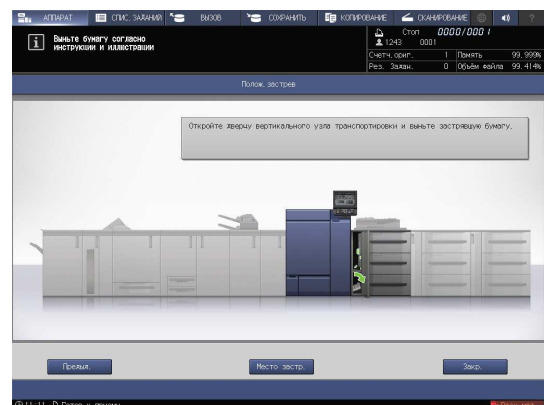 АППАРАТ
СПИС. ЗАДАНИЙ
ВЫЗОВ
СОХРАНИТЬ
КОПИРОВАНИЕ
СКАНИРОВАНИЕ
Выньте бумагу согласно
инструкции и иллюстрации
Стоп 0000/0001
1243 0001
Счетч.ориг. 1 Память 99.999%
Рез. Задан. 0 Объём файла 99.414%
Полож. застрев
Откройте дверцу вертикального узла транспортировки и выньте застрявшую бумагу.
Предыд. Место застр. Закр.
11:11